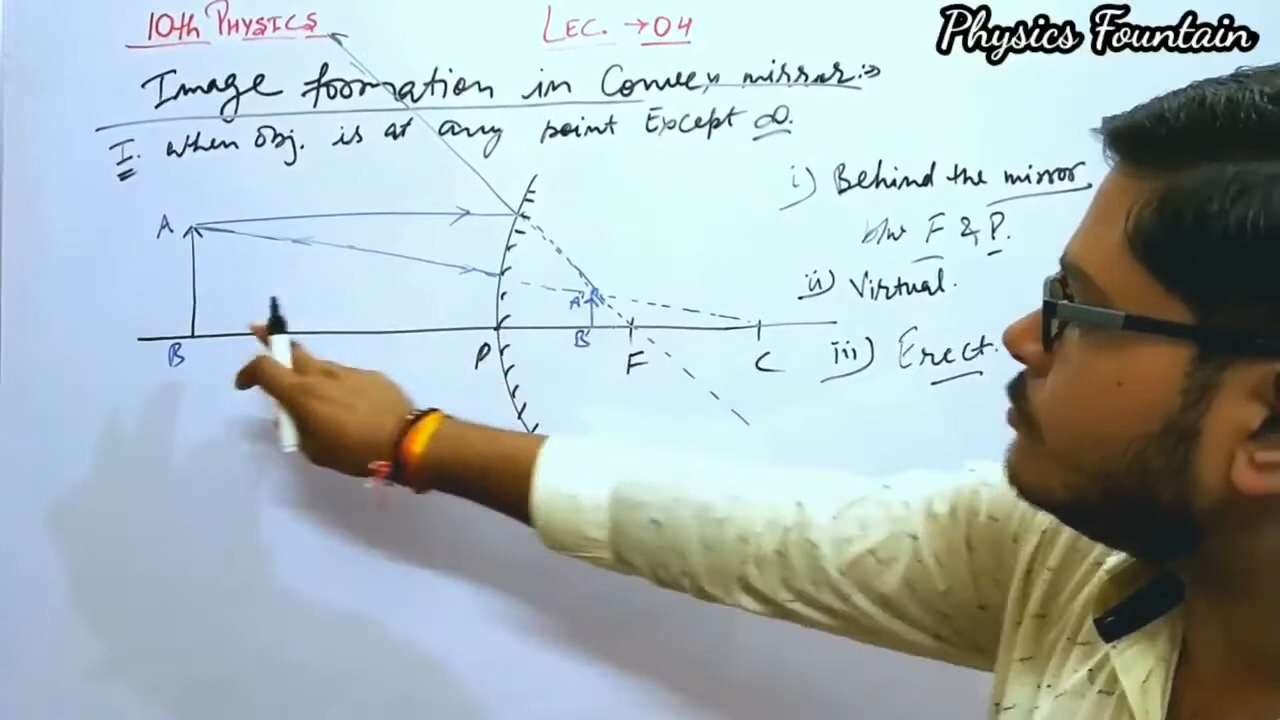 10th PHYSICS
LEC. → 04
Physics Fountain
Image formation in Convex mirror:→
I. when obj. is at any point Except ∞.
i) Behind the mirror
b/w F & P.
ii) Virtual.
iii) Erect.
A
A'
B
P
B'
F
C